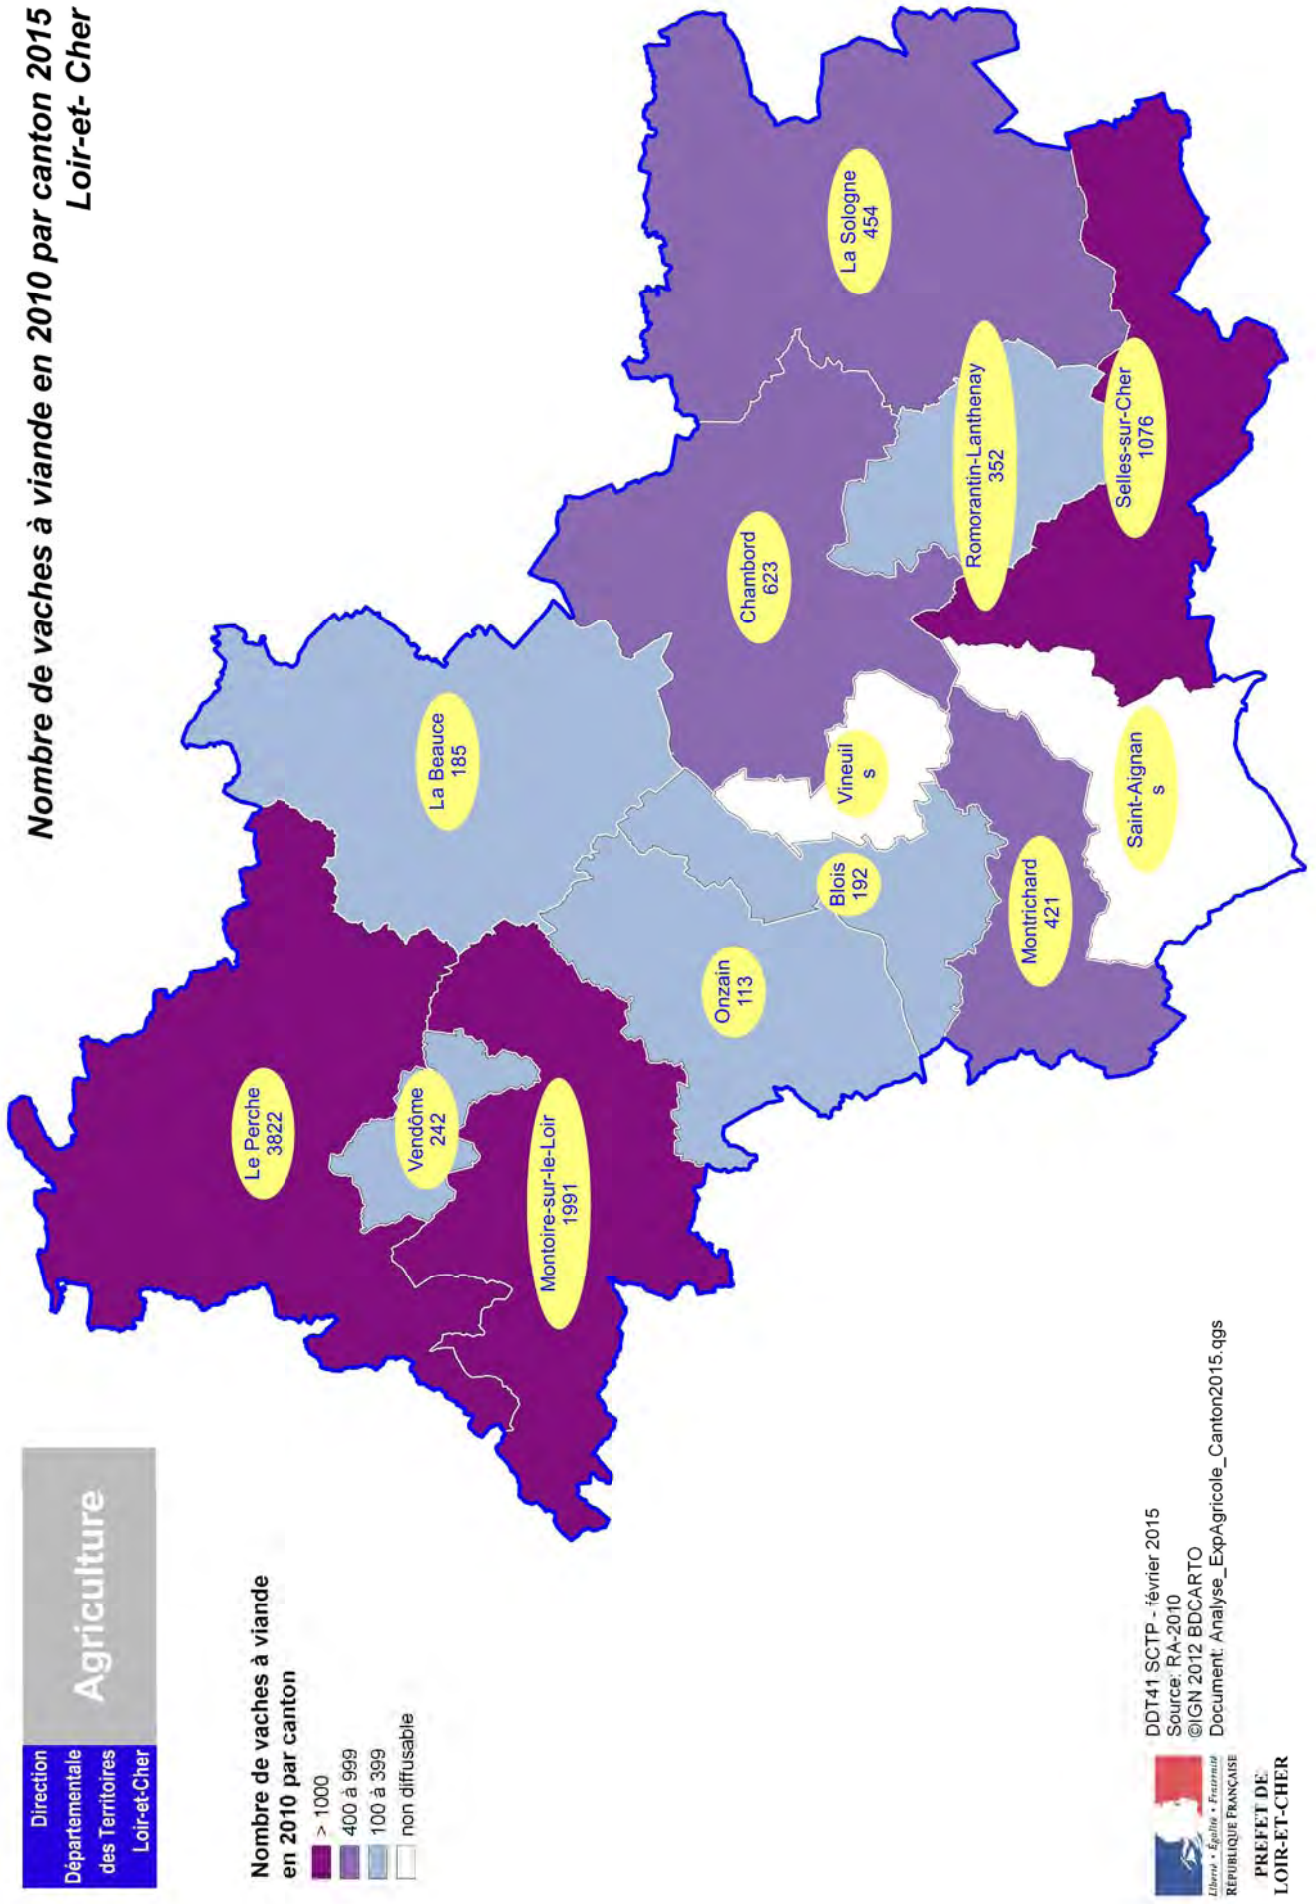 Direction
Départementale
des Territoires
Loir-et-Cher
Agriculture
Nombre de vaches à viande en 2010 par canton 2015
Loir-et- Cher
Nombre de vaches à viande
en 2010 par canton
> 1000
400 à 999
100 à 399
non diffusable
Le Perche
3822
Vendôme
242
Montoire-sur-le-Loir
1991
La Beauce
185
Onzain
113
Blois
192
Vineuil
s
Chambord
623
La Sologne
454
Romorantin-Lanthenay
352
Selles-sur-Cher
1076
Montrichard
421
Saint-Aignan
s
Liberté • Égalité • Fraternité
RÉPUBLIQUE FRANÇAISE
PREFET DE
LOIR-ET-CHER
DDT41 SCTP - février 2015
Source: RA-2010
©IGN 2012 BDCARTO
Document: Analyse_ExpAgricole_Canton2015.qgs